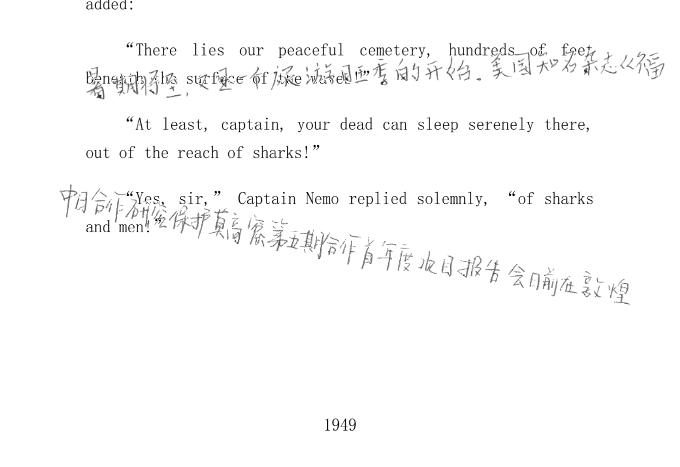 added:
“There lies our peaceful cemetery, hundreds of feet
beneath the surface of the waves!”
暑期将至，又是一个旅游旺季的开始。美国知名杂志《福
“At least, captain, your dead can sleep serenely there,
out of the reach of sharks!”
“Yes, sir,” Captain Nemo replied solemnly, “of sharks
and men!”
中日合作研究保护莫高窟第五期合作首年度项目报告会日前在敦煌
1949